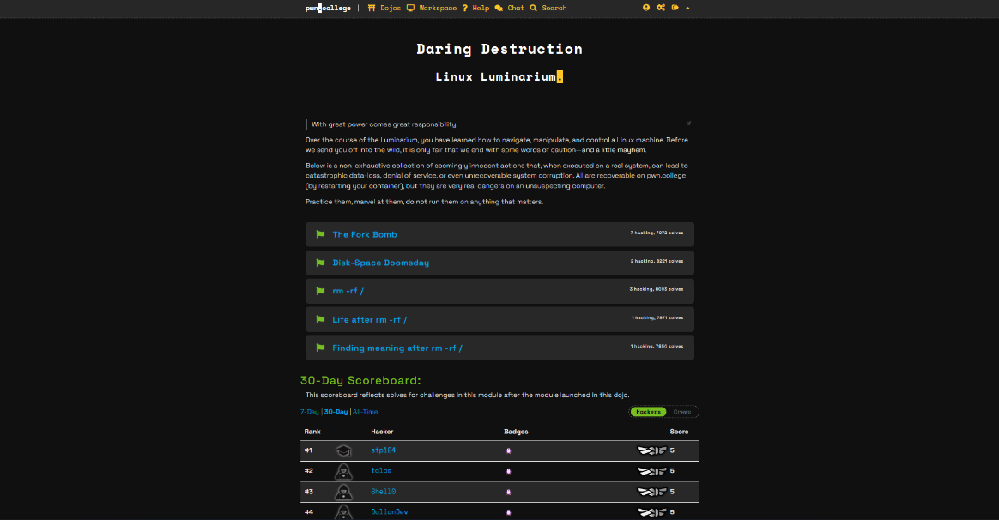 pwn.college | Dojos Workspace Help Chat Search
Daring Destruction
Linux Luminarium.
With great power comes great responsibility.
Over the course of the Luminarium, you have learned how to navigate, manipulate, and control a Linux machine. Before
we send you off into the wild, it is only fair that we end with some words of caution—and a little mayhem.
Below is a non-exhaustive collection of seemingly innocent actions that, when executed on a real system, can lead to
catastrophic data-loss, denial of service, or even unrecoverable system corruption. All are recoverable on pwn.college
(by restarting your container), but they are very real dangers on an unsuspecting computer.
Practice them, marvel at them, do not run them on anything that matters.
The Fork Bomb 7 hacking, 7972 solves
Disk-Space Doomsday 2 hacking, 8221 solves
rm -rf / 3 hacking, 8003 solves
Life after rm -rf / 1 hacking, 7971 solves
Finding meaning after rm -rf / 1 hacking, 7854 solves
30-Day Scoreboard:
This scoreboard reflects solves for challenges in this module after the module launched in this dojo.
7-Day | 30-Day | All-Time Hackers Crews
Rank Hacker Badges Score
#1 stp124 5
#2 talas 5
#3 Shell0 5
#4 DalianDev 5